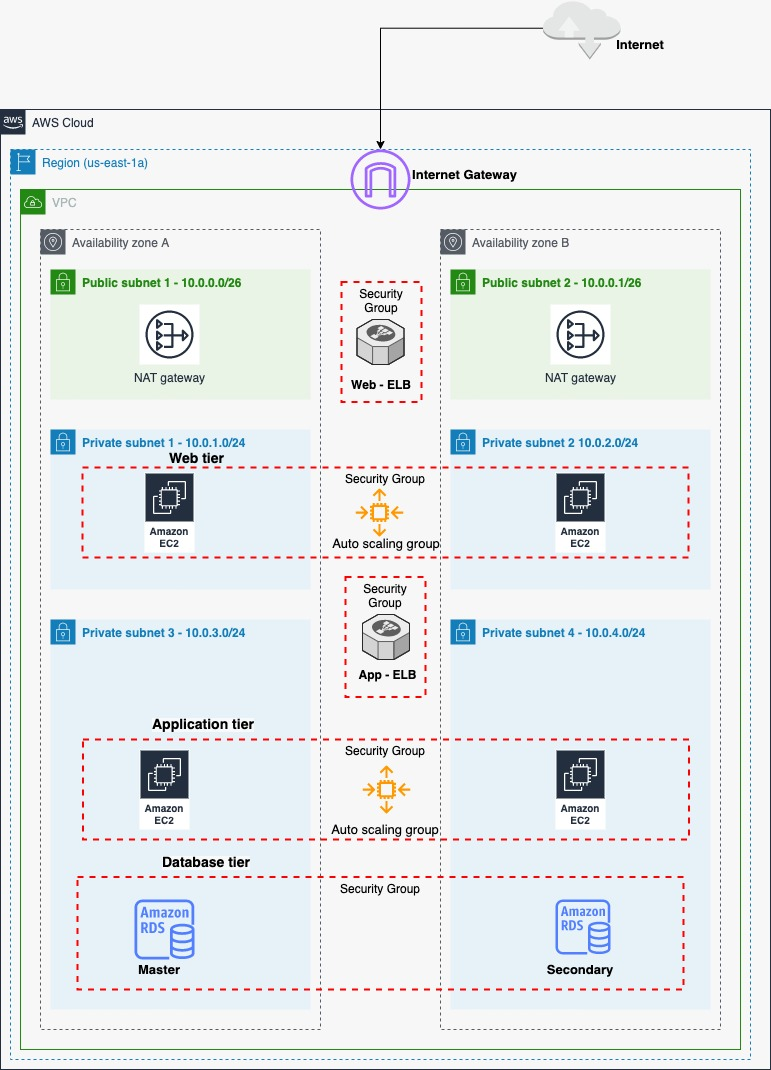 Internet
aws
AWS Cloud
Region (us-east-1a)
Internet Gateway
VPC
Availability zone A
Availability zone B
Public subnet 1 - 10.0.0.0/26
Public subnet 2 - 10.0.0.1/26
Security
Group
NAT gateway
Web - ELB
NAT gateway
Private subnet 1 - 10.0.1.0/24
Private subnet 2 10.0.2.0/24
Web tier
Security Group
Amazon
EC2
Auto scaling group
Amazon
EC2
Security
Group
App - ELB
Private subnet 3 - 10.0.3.0/24
Private subnet 4 - 10.0.4.0/24
Application tier
Security Group
Amazon
EC2
Auto scaling group
Amazon
EC2
Database tier
Security Group
Amazon
RDS
Master
Amazon
RDS
Secondary